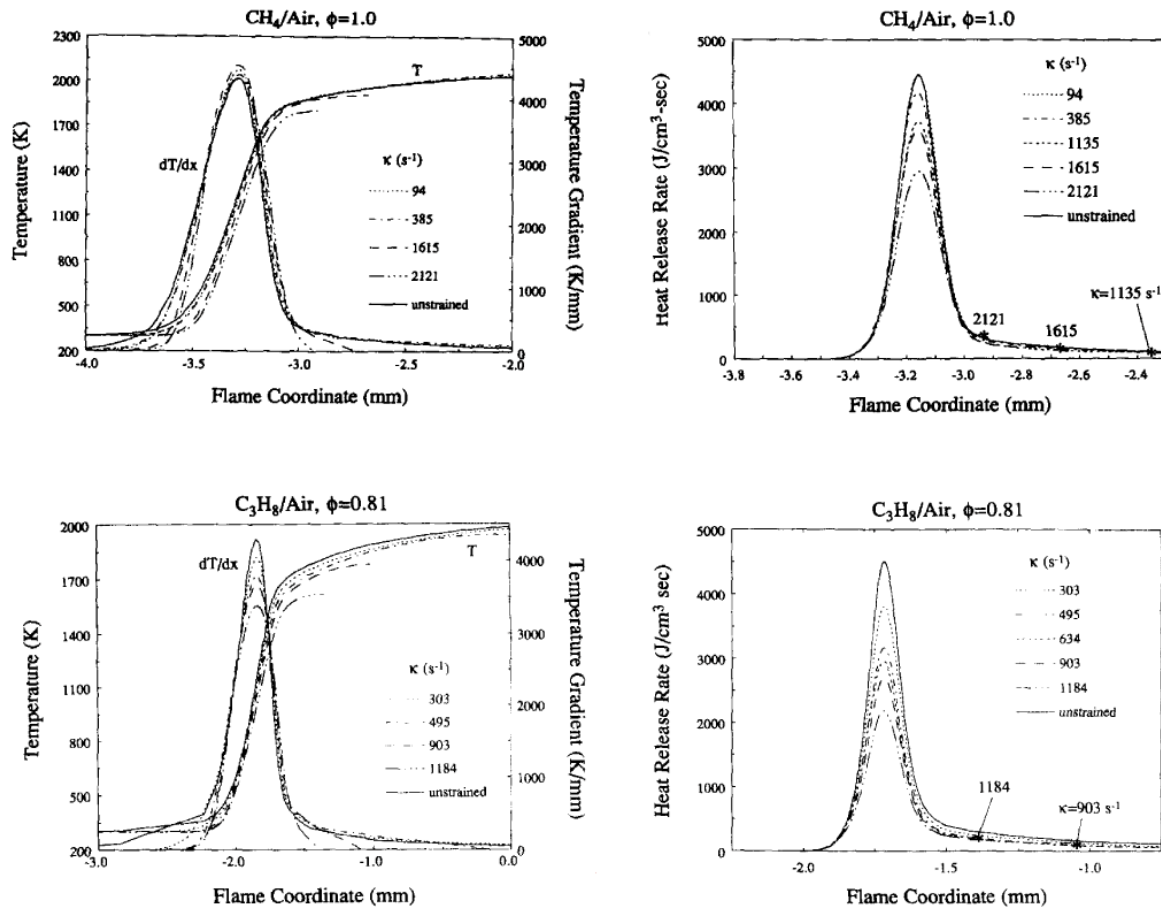 CH₄/Air, ϕ=1.0
2300
2000
1700
1400
1100
800
500
200
Temperature (K)
5000
4000
3000
2000
1000
0
Temperature Gradient (K/mm)
T
dT/dx
κ (s⁻¹)
94
385
1615
2121
unstrained
-4.0
-3.5
-3.0
-2.5
-2.0
Flame Coordinate (mm)
CH₄/Air, ϕ=1.0
5000
4000
3000
2000
1000
0
Heat Release Rate (J/cm³-sec)
κ (s⁻¹)
94
385
1135
1615
2121
unstrained
κ=1135 s⁻¹
2121
1615
-3.8
-3.6
-3.4
-3.2
-3.0
-2.8
-2.6
-2.4
Flame Coordinate (mm)
C₃H₈/Air, ϕ=0.81
2000
1800
1600
1400
1200
1000
800
600
400
200
Temperature (K)
4000
3000
2000
1000
0
Temperature Gradient (K/mm)
dT/dx
T
κ (s⁻¹)
303
495
903
1184
unstrained
-3.0
-2.0
-1.0
0.0
Flame Coordinate (mm)
C₃H₈/Air, ϕ=0.81
5000
4000
3000
2000
1000
0
Heat Release Rate (J/cm³ sec)
κ (s⁻¹)
303
495
634
903
1184
unstrained
1184
κ=903 s⁻¹
-2.0
-1.5
-1.0
Flame Coordinate (mm)